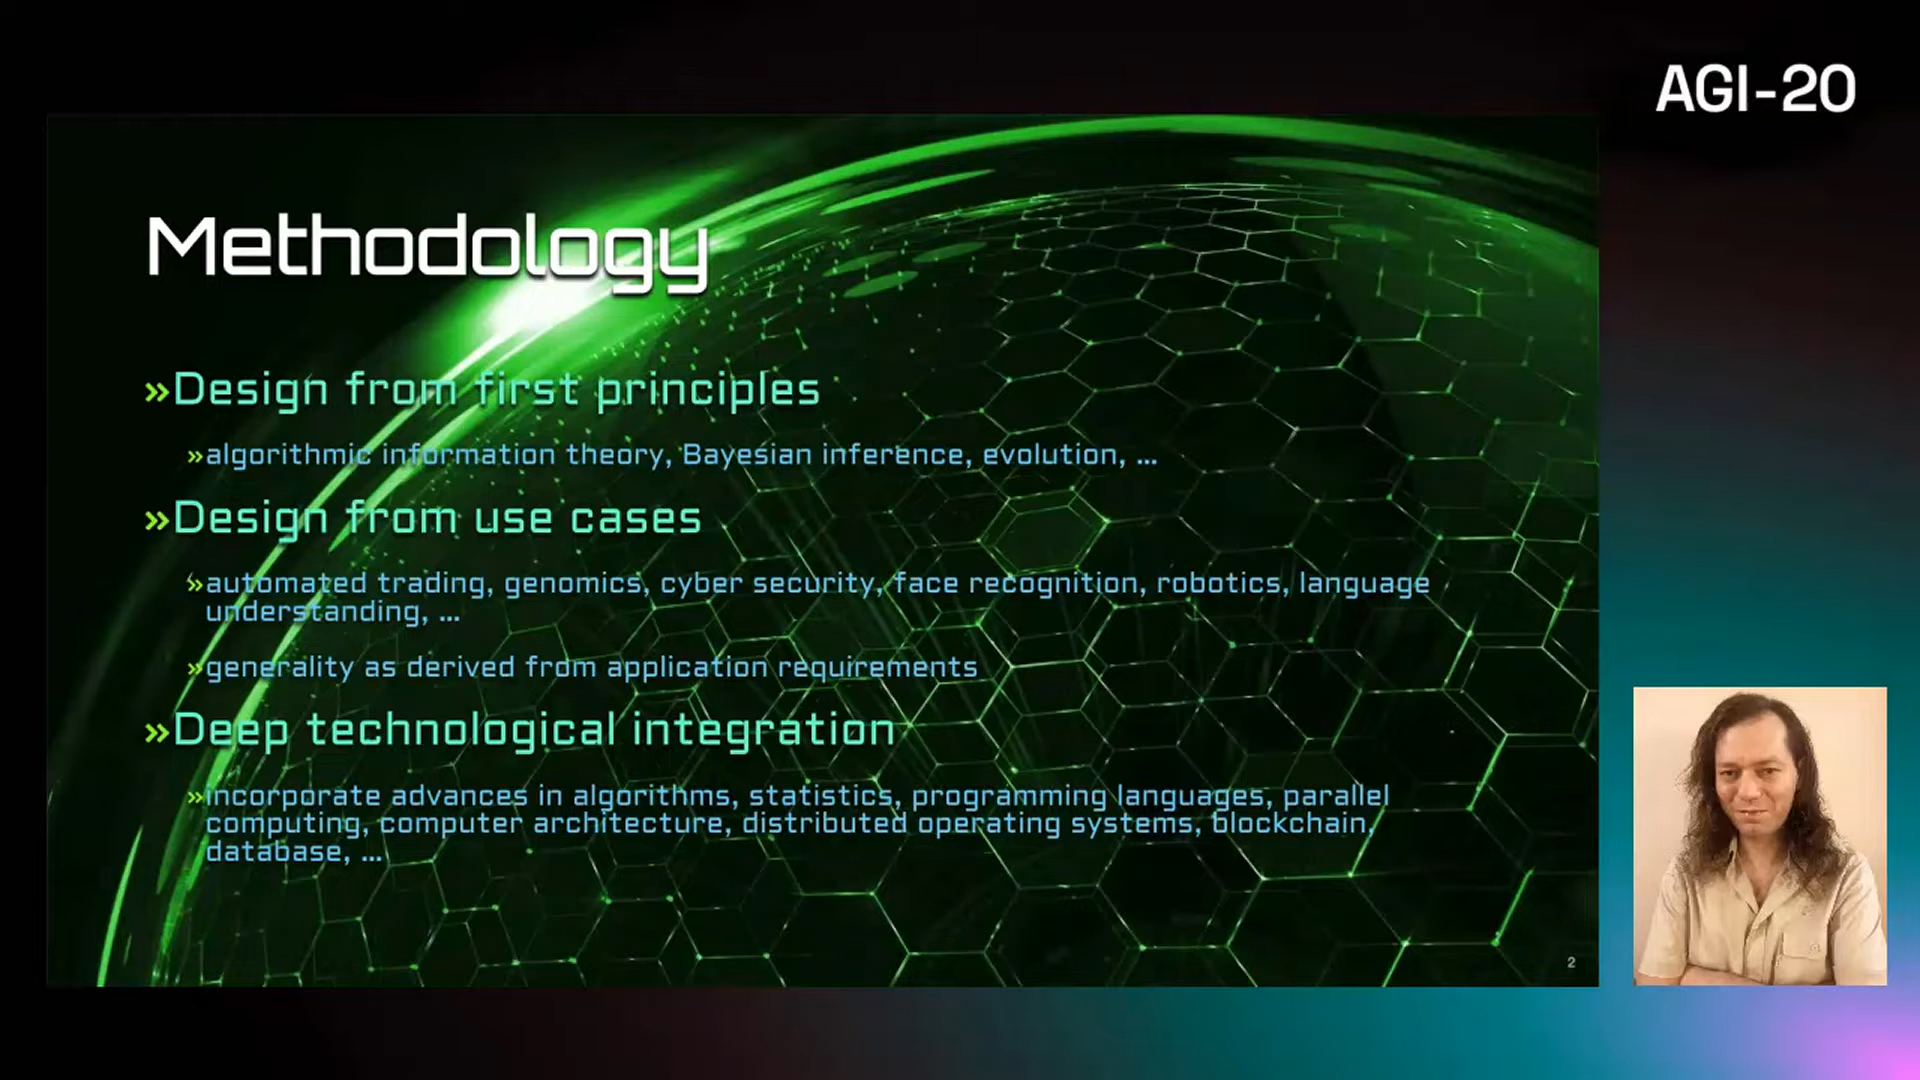 AGI-20
Methodology
»Design from first principles
»algorithmic information theory, Bayesian inference, evolution, ...
»Design from use cases
»automated trading, genomics, cyber security, face recognition, robotics, language
understanding, ...
»generality as derived from application requirements
»Deep technological integration
»incorporate advances in algorithms, statistics, programming languages, parallel
computing, computer architecture, distributed operating systems, blockchain,
database, ...
2